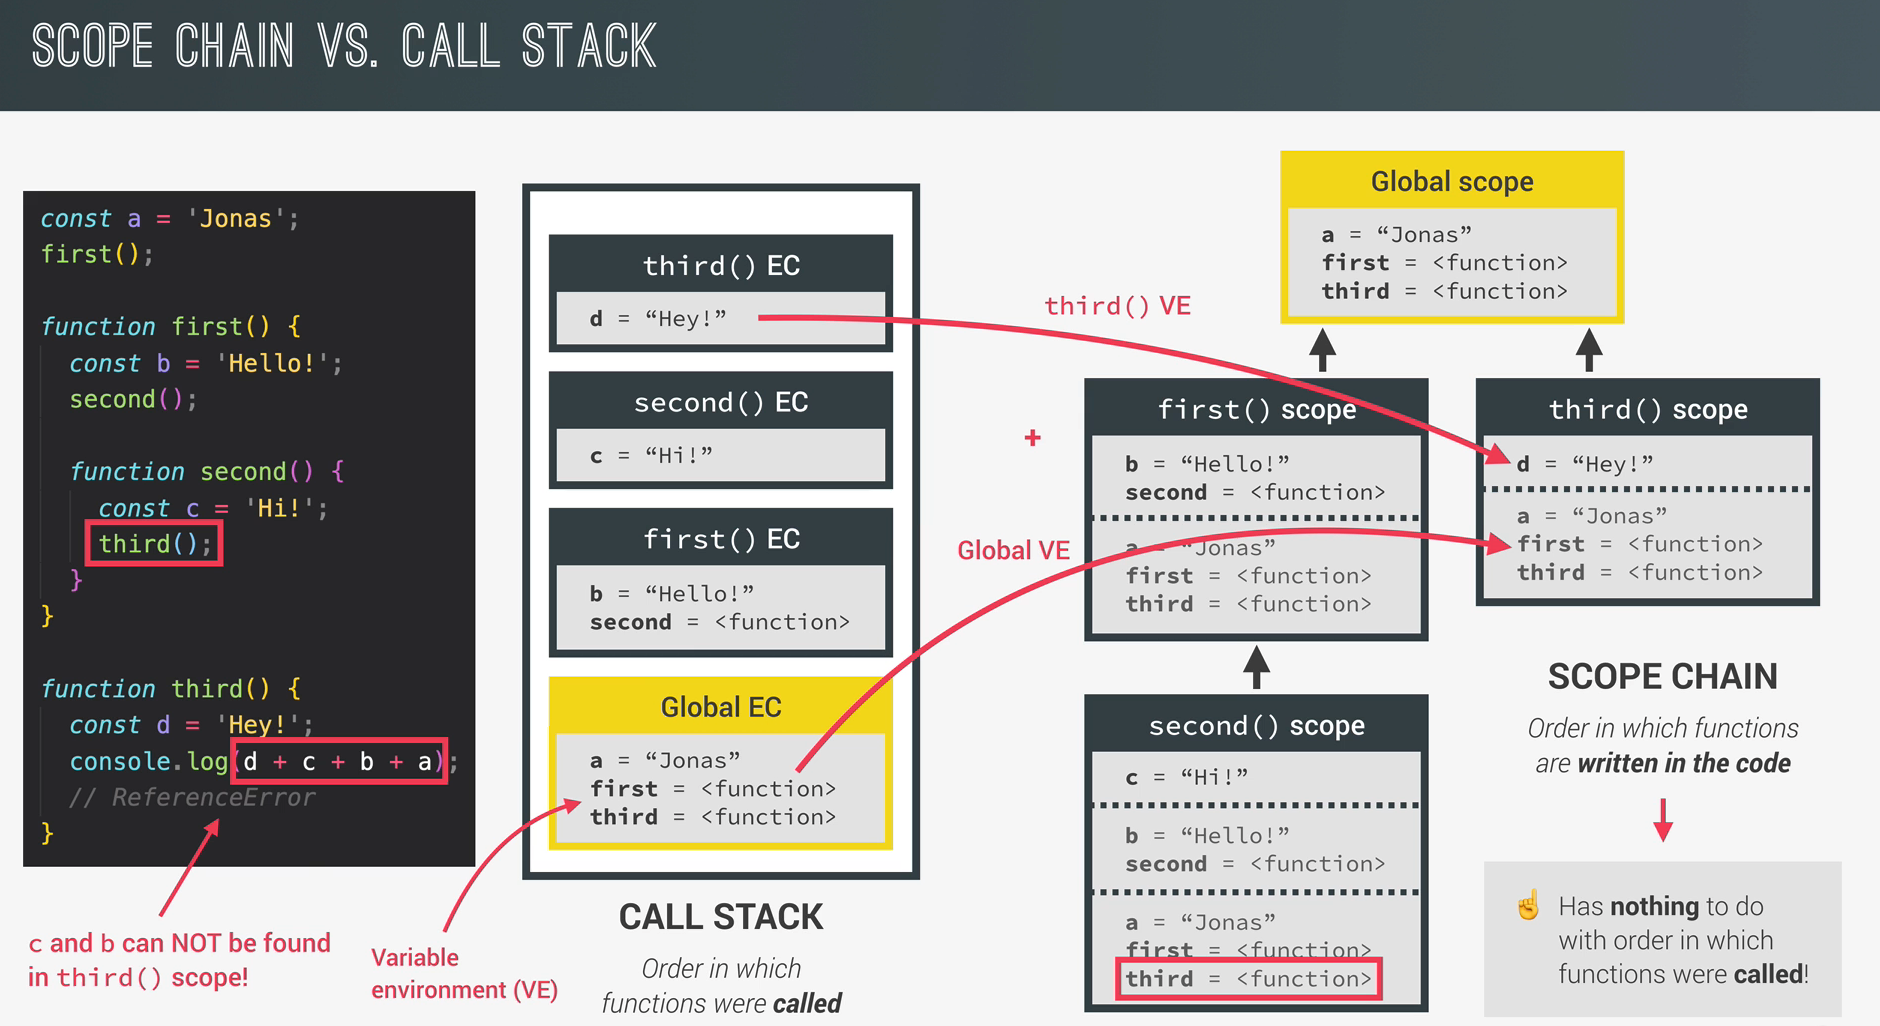 SCOPE CHAIN VS. CALL STACK
const a = 'Jonas';
first();
function first() {
const b = 'Hello!';
second();
function second() {
const c = 'Hi!';
third();
}
}
function third() {
const d = 'Hey!';
console.log(d + c + b + a);
// ReferenceError
}
c and b can NOT be found
in third() scope!
Variable
environment (VE)
third() EC
d = “Hey!”
second() EC
c = “Hi!”
first() EC
b = “Hello!”
second = <function>
Global EC
a = “Jonas”
first = <function>
third = <function>
CALL STACK
Order in which
functions were called
third() VE
+
Global VE
Global scope
a = “Jonas”
first = <function>
third = <function>
first() scope
b = “Hello!”
second = <function>
a = “Jonas”
first = <function>
third = <function>
second() scope
c = “Hi!”
b = “Hello!”
second = <function>
a = “Jonas”
first = <function>
third = <function>
third() scope
d = “Hey!”
a = “Jonas”
first = <function>
third = <function>
SCOPE CHAIN
Order in which functions
are written in the code
☝️ Has nothing to do
with order in which
functions were called!